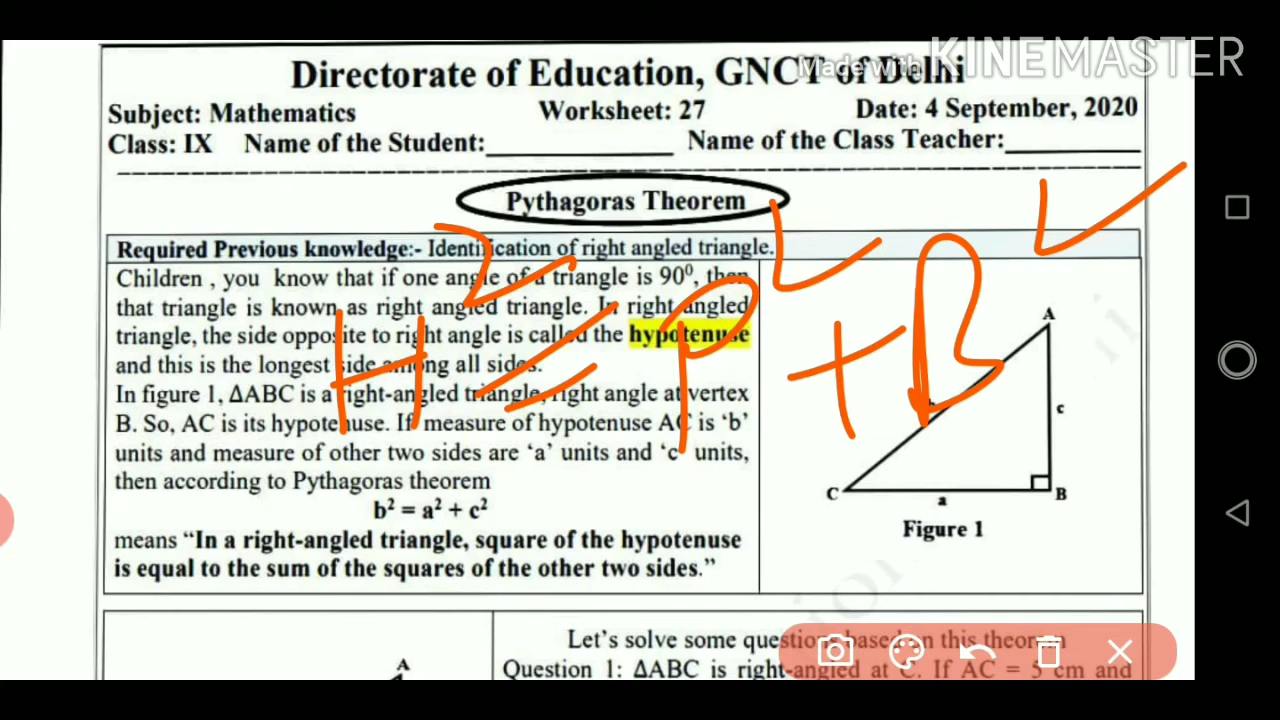 Made with KINEMASTER
Directorate of Education, GNCT of Delhi
Subject: Mathematics Worksheet: 27 Date: 4 September, 2020
Class: IX Name of the Student:______________ Name of the Class Teacher:__________
Pythagoras Theorem
Required Previous knowledge:- Identification of right angled triangle.
Children , you know that if one angle of a triangle is 90⁰, then
that triangle is known as right angled triangle. In right angled
triangle, the side opposite to right angle is called the hypotenuse
and this is the longest side among all sides.
In figure 1, ΔABC is a right-angled triangle, right angle at vertex
B. So, AC is its hypotenuse. If measure of hypotenuse AC is ‘b’
units and measure of other two sides are ‘a’ units and ‘c’ units,
then according to Pythagoras theorem
b² = a² + c²
means “In a right-angled triangle, square of the hypotenuse
is equal to the sum of the squares of the other two sides.”
H² = P² + B²
A
b
c
C
a
B
Figure 1
A
Let’s solve some questions based on this theorem
Question 1: ΔABC is right-angled at C. If AC = 5 cm and